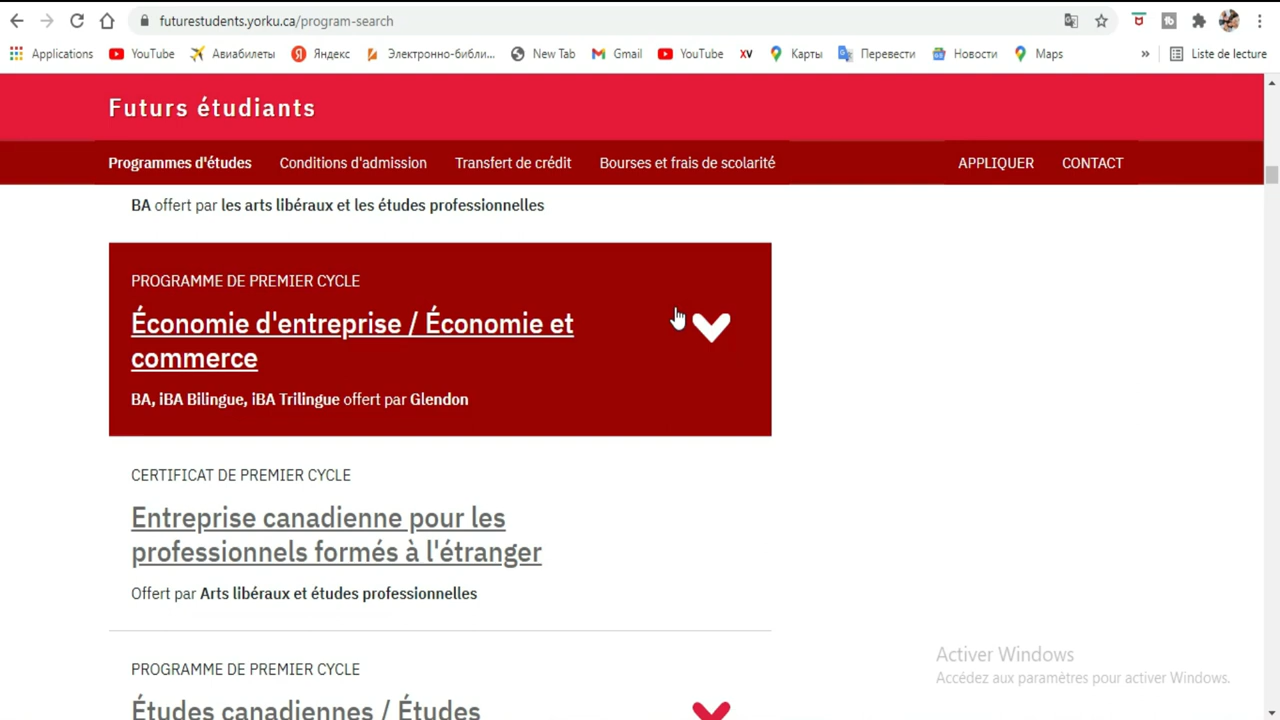 futurestudents.yorku.ca/program-search
Applications YouTube Авиабилеты Яндекс Электронно-библи... New Tab Gmail YouTube XV Карты Перевести Новости Maps » Liste de lecture
Futurs étudiants
Programmes d'études Conditions d'admission Transfert de crédit Bourses et frais de scolarité APPLIQUER CONTACT
BA offert par les arts libéraux et les études professionnelles
PROGRAMME DE PREMIER CYCLE
Économie d'entreprise / Économie et
commerce
BA, iBA Bilingue, iBA Trilingue offert par Glendon
CERTIFICAT DE PREMIER CYCLE
Entreprise canadienne pour les
professionnels formés à l'étranger
Offert par Arts libéraux et études professionnelles
PROGRAMME DE PREMIER CYCLE
Études canadiennes / Études
Activer Windows
Accédez aux paramètres pour activer Windows.